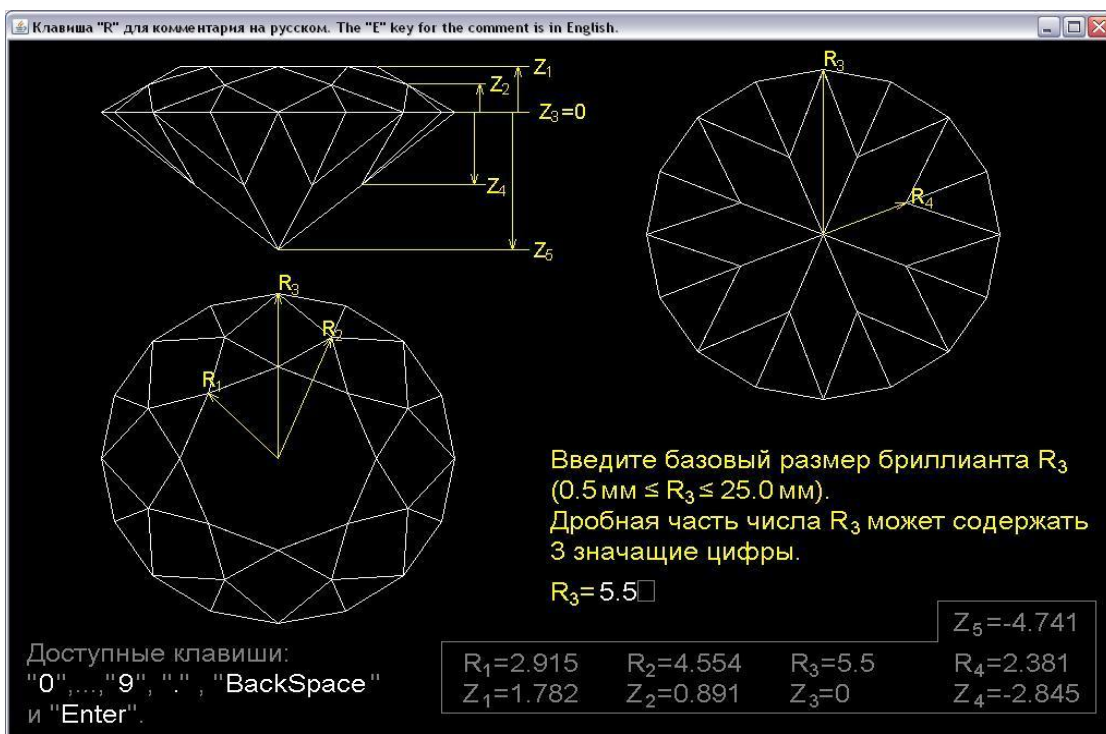 Клавиша "R" для комментария на русском. The "E" key for the comment is in English.
Z₁
Z₂
Z₃=0
Z₄
Z₅
R₃
R₄
R₃
R₂
R₁
Введите базовый размер бриллианта R₃
(0.5 мм ≤ R₃ ≤ 25.0 мм).
Дробная часть числа R₃ может содержать
3 значащие цифры.
R₃= 5.5
Z₅=-4.741
R₁=2.915 R₂=4.554 R₃=5.5 R₄=2.381
Z₁=1.782 Z₂=0.891 Z₃=0 Z₄=-2.845
Доступные клавиши:
"0",...,"9", "." , "BackSpace"
и "Enter".